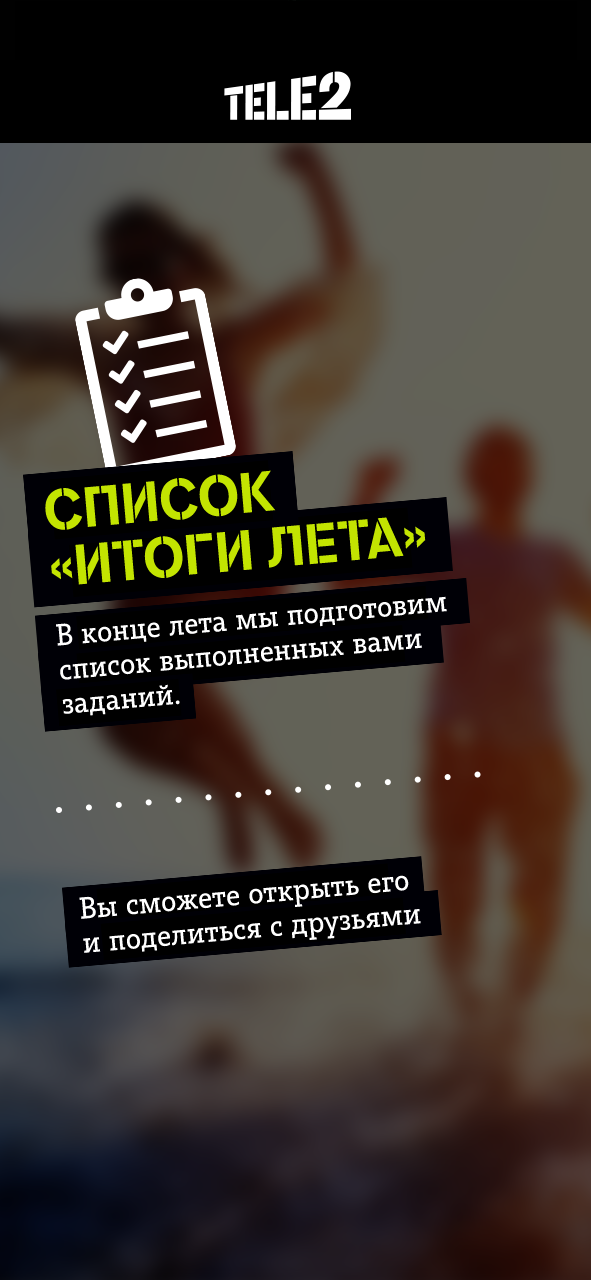 TELE2
СПИСОК
«ИТОГИ ЛЕТА»
В конце лета мы подготовим
список выполненных вами
заданий.
Вы сможете открыть его
и поделиться с друзьями